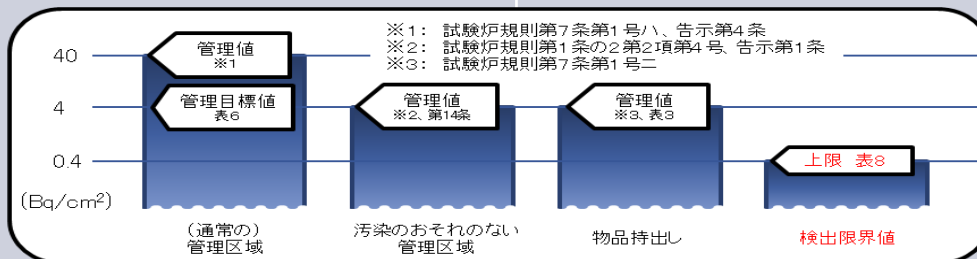 ※1: 試験炉規則第7条第1号ハ、告示第4条
※2: 試験炉規則第1条の2第2項第4号、告示第1条
※3: 試験炉規則第7条第1号ニ
40
管理値
※1
4
管理目標値
表6
管理値
※2、第14条
管理値
※3、表3
0.4
上限 表8
(Bq/cm²)
(通常の)
管理区域
汚染のおそれのない
管理区域
物品持出し
検出限界値